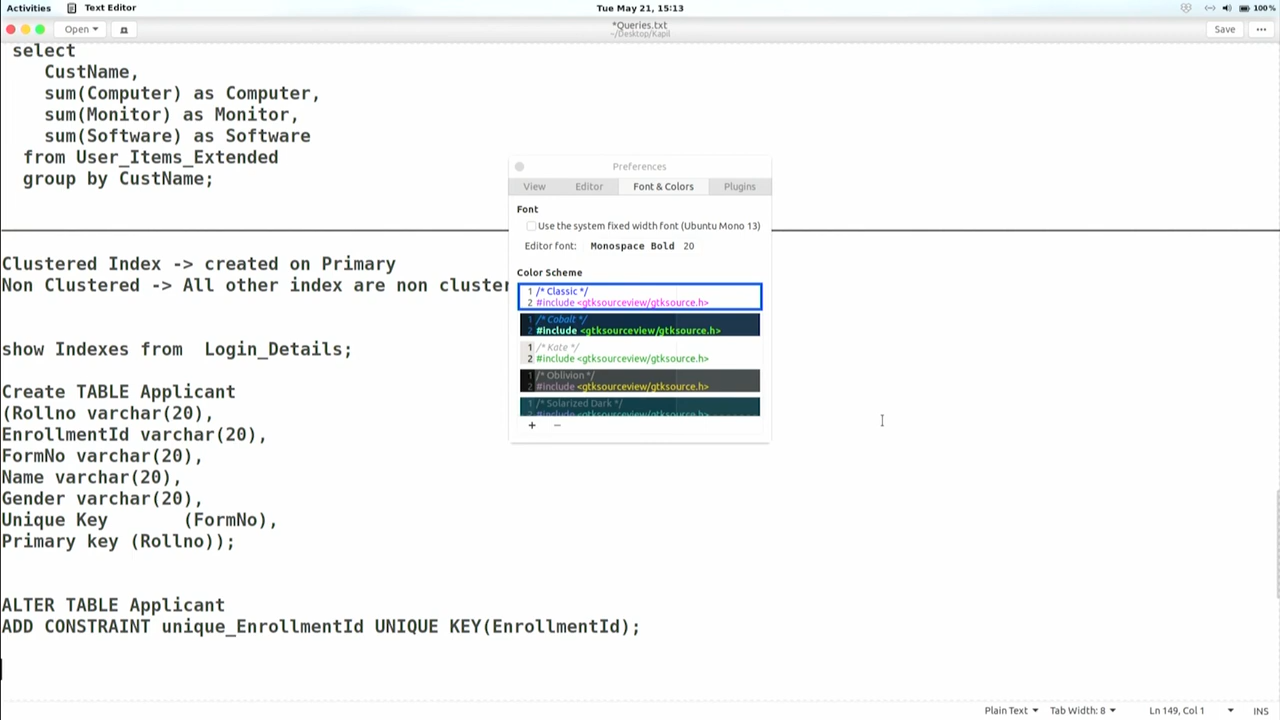 Activities Text Editor Tue May 21, 15:13 100%
Open *Queries.txt Save
~/Desktop/Kapil
select
CustName,
sum(Computer) as Computer,
sum(Monitor) as Monitor,
sum(Software) as Software
from User_Items_Extended
group by CustName;
Clustered Index -> created on Primary
Non Clustered -> All other index are non cluster
show Indexes from Login_Details;
Create TABLE Applicant
(Rollno varchar(20),
EnrollmentId varchar(20),
FormNo varchar(20),
Name varchar(20),
Gender varchar(20),
Unique Key (FormNo),
Primary key (Rollno));
ALTER TABLE Applicant
ADD CONSTRAINT unique_EnrollmentId UNIQUE KEY(EnrollmentId);
Preferences
View Editor Font & Colors Plugins
Font
Use the system fixed width font (Ubuntu Mono 13)
Editor font: Monospace Bold 20
Color Scheme
1 /* Classic */
2 #include <gtksourceview/gtksource.h>
1 /* Cobalt */
2 #include <gtksourceview/gtksource.h>
1 /* Kate */
2 #include <gtksourceview/gtksource.h>
1 /* Oblivion */
2 #include <gtksourceview/gtksource.h>
1 /* Solarized Dark */
2 #include <gtksourceview/gtksource.h>
+ −
Plain Text Tab Width: 8 Ln 149, Col 1 INS